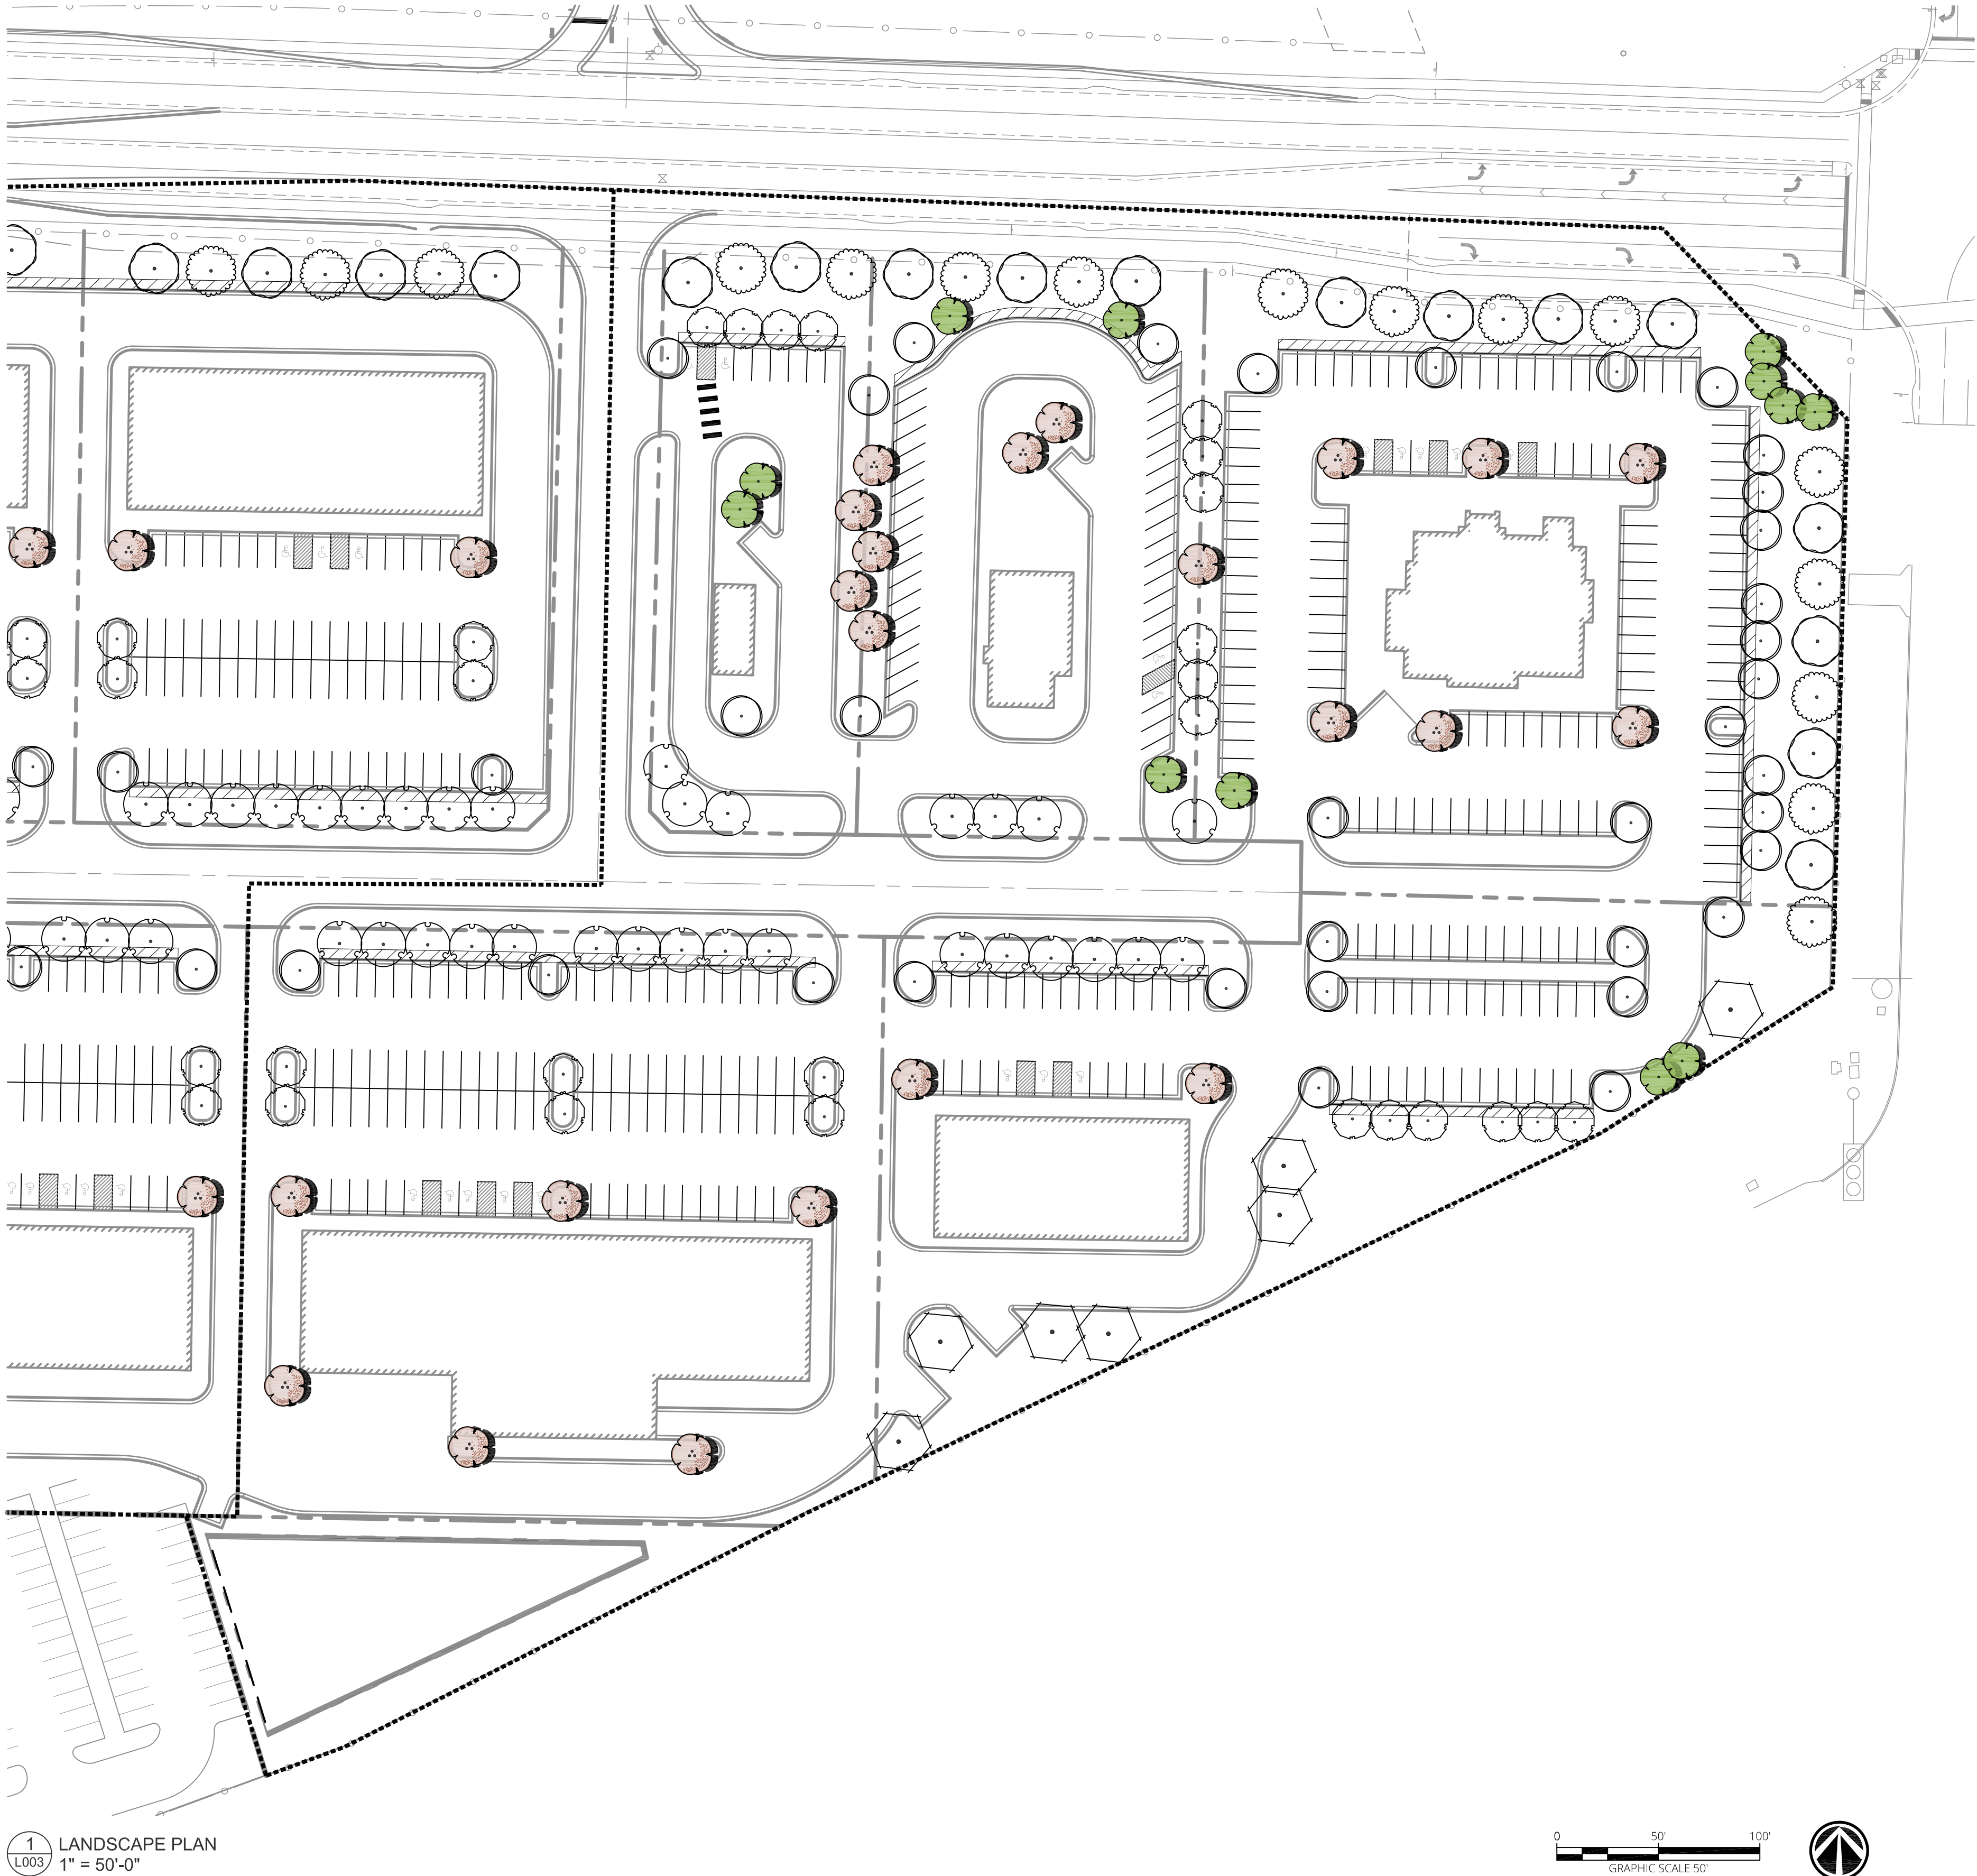 1
L003
LANDSCAPE PLAN
1" = 50'-0"
0 50' 100'
GRAPHIC SCALE 50'